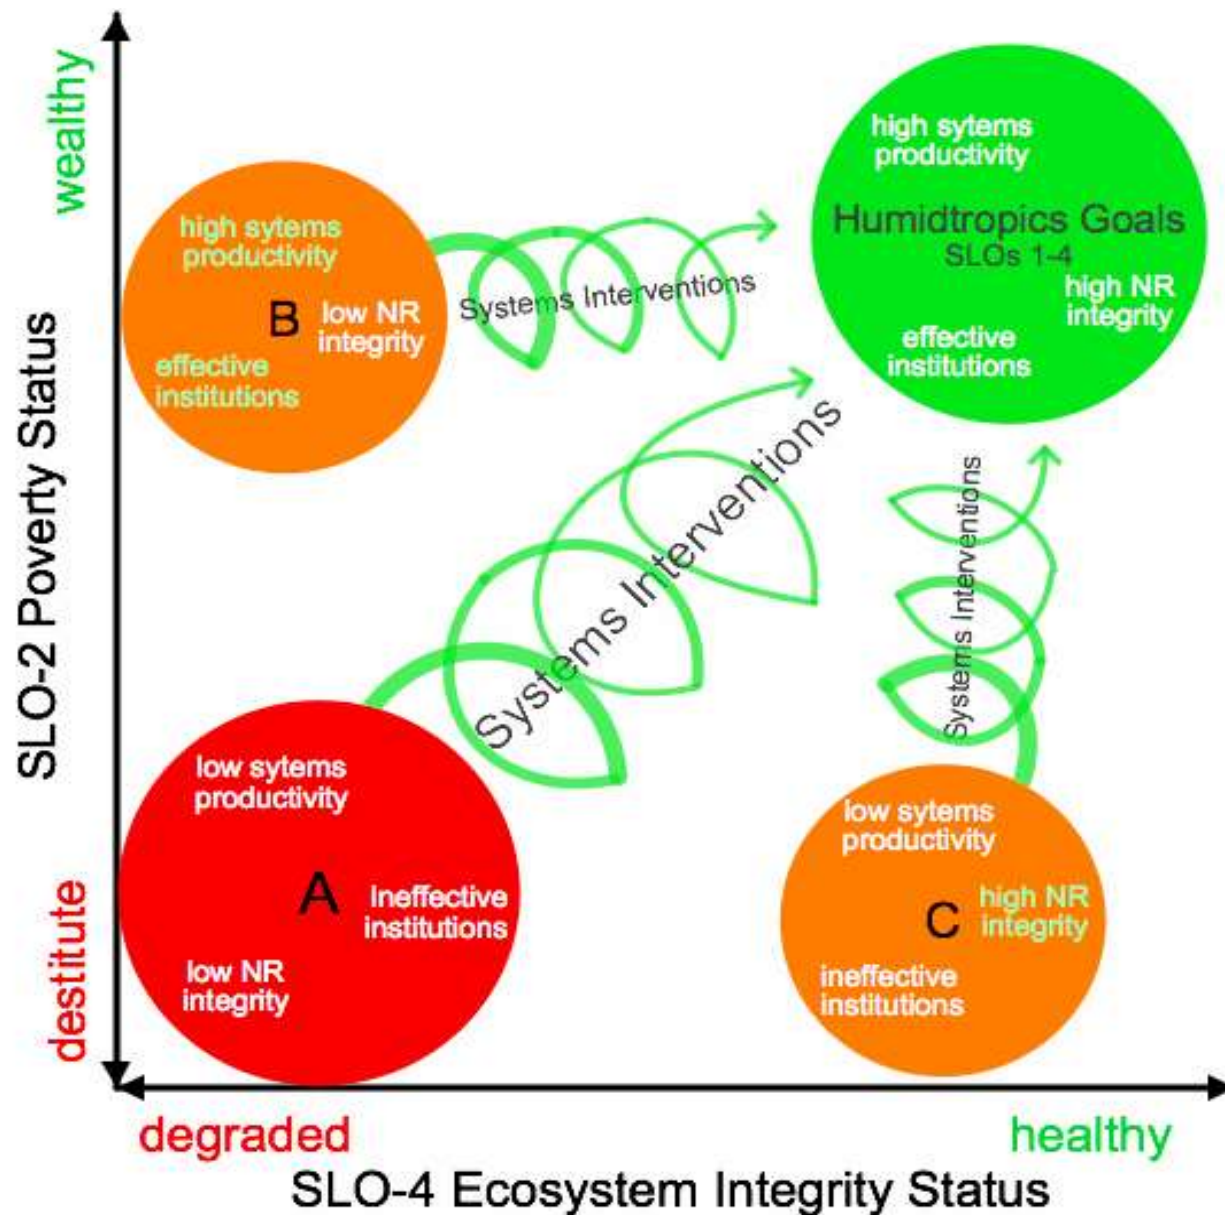 wealthy
SLO-2 Poverty Status
destitute
high sytems
productivity
B
low NR
integrity
effective
institutions
Systems Interventions
high sytems
productivity
Humidtropics Goals
SLOs 1-4
high NR
integrity
effective
institutions
Systems Interventions
Systems Interventions
low sytems
productivity
A
Ineffective
institutions
low NR
integrity
low sytems
productivity
C
high NR
integrity
ineffective
institutions
degraded
healthy
SLO-4 Ecosystem Integrity Status